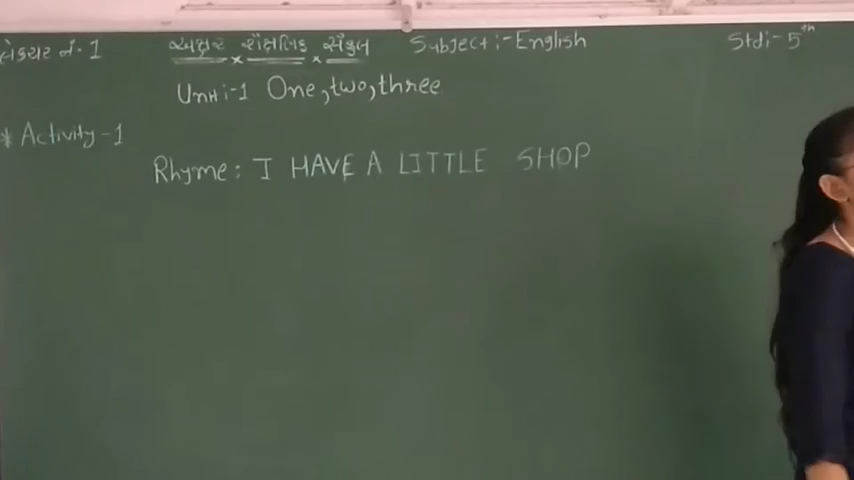 લેક્ચર નં. 1 અક્ષર શૈક્ષણિક સંકુલ Subject:-English Std:-5th
Unit:-1 One,two,three
* Activity-1
Rhyme: I HAVE A LITTLE SHOP